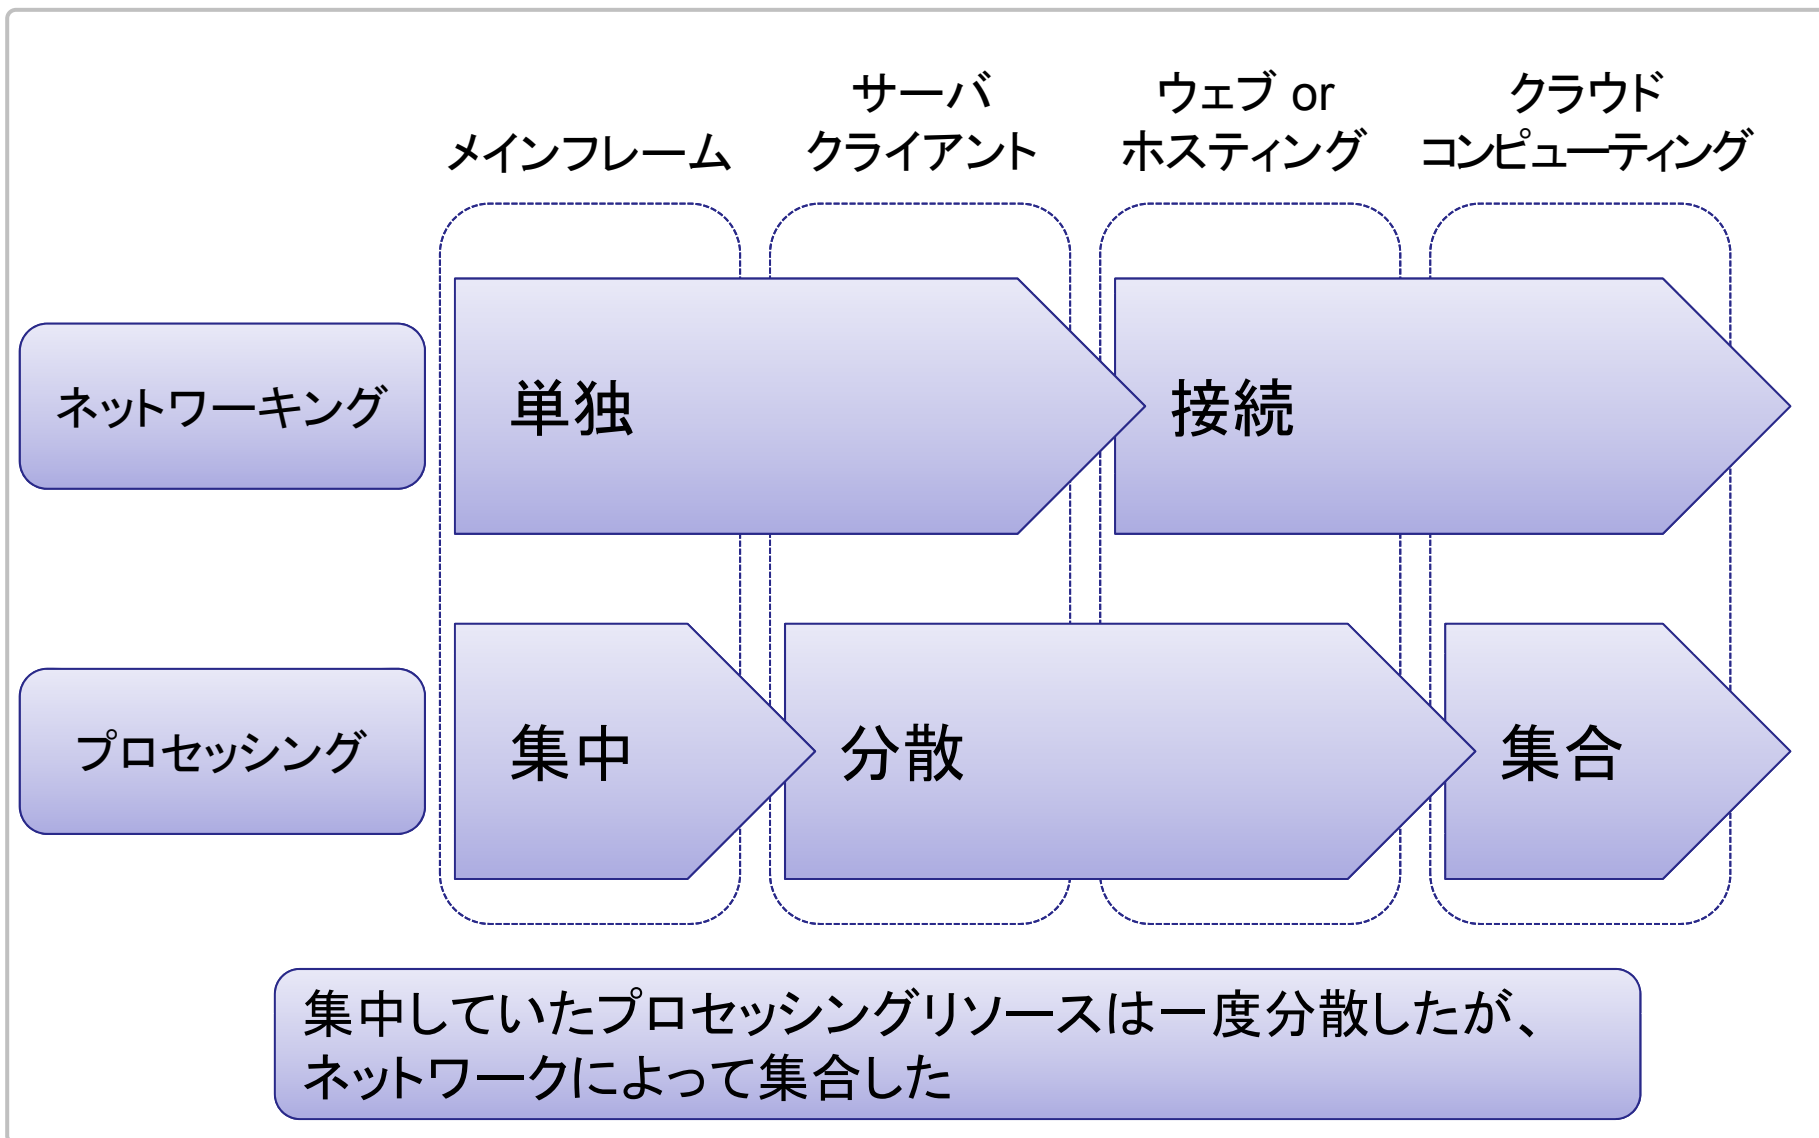 メインフレーム
サーバ
クライアント
ウェブ or
ホスティング
クラウド
コンピューティング
ネットワーキング
単独
接続
プロセッシング
集中
分散
集合
集中していたプロセッシングリソースは一度分散したが、
ネットワークによって集合した